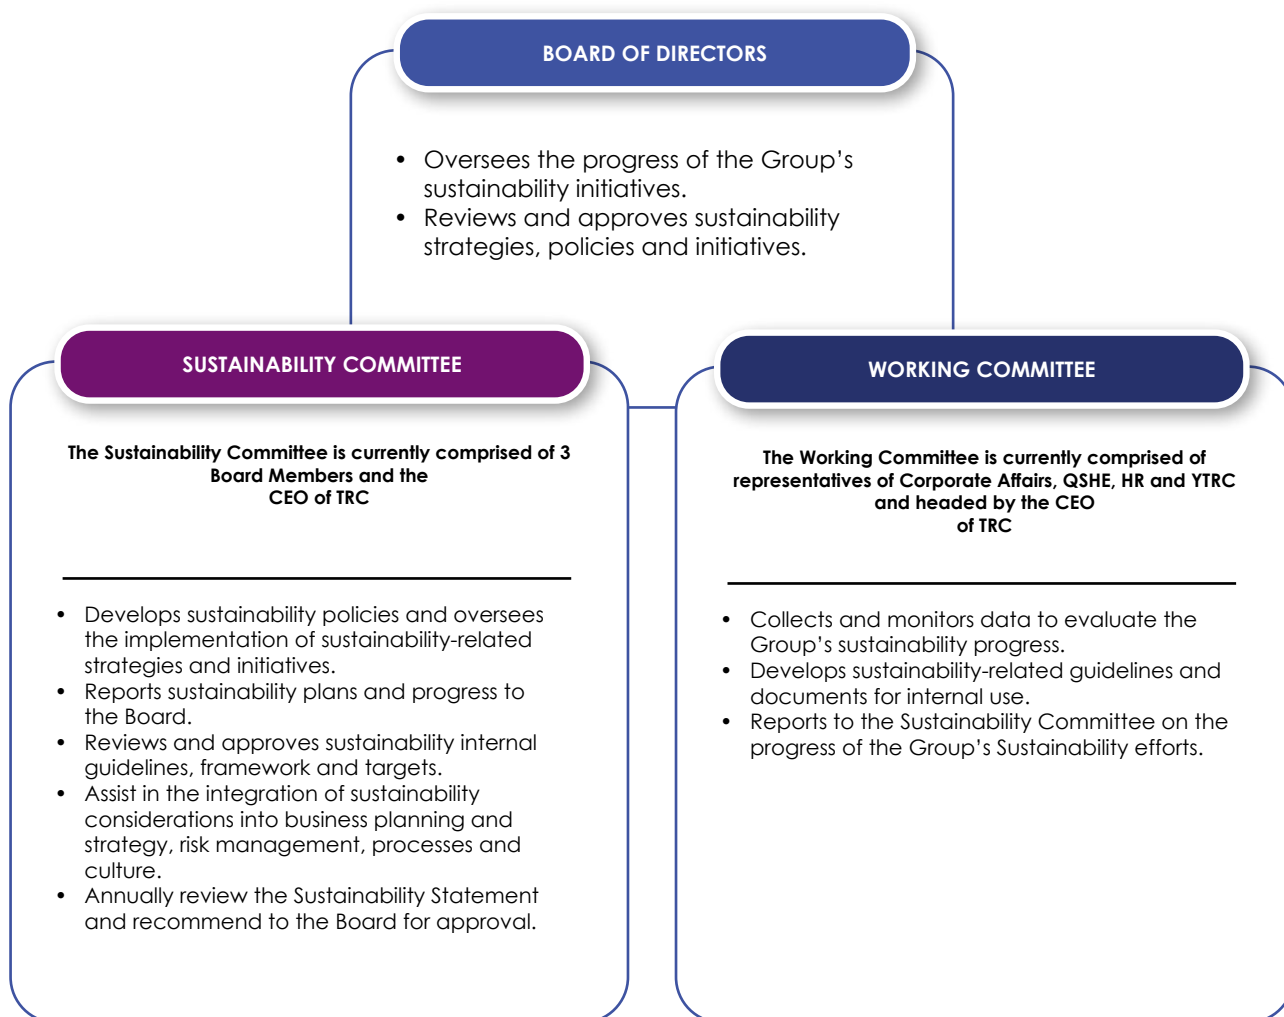 BOARD OF DIRECTORS
• Oversees the progress of the Group’s
sustainability initiatives.
• Reviews and approves sustainability
strategies, policies and initiatives.
SUSTAINABILITY COMMITTEE
The Sustainability Committee is currently comprised of 3
Board Members and the
CEO of TRC
• Develops sustainability policies and oversees
the implementation of sustainability-related
strategies and initiatives.
• Reports sustainability plans and progress to
the Board.
• Reviews and approves sustainability internal
guidelines, framework and targets.
• Assist in the integration of sustainability
considerations into business planning and
strategy, risk management, processes and
culture.
• Annually review the Sustainability Statement
and recommend to the Board for approval.
WORKING COMMITTEE
The Working Committee is currently comprised of
representatives of Corporate Affairs, QSHE, HR and YTRC
and headed by the CEO
of TRC
• Collects and monitors data to evaluate the
Group’s sustainability progress.
• Develops sustainability-related guidelines and
documents for internal use.
• Reports to the Sustainability Committee on the
progress of the Group’s Sustainability efforts.